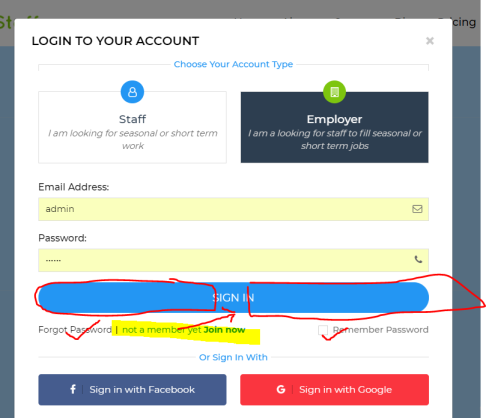 LOGIN TO YOUR ACCOUNT ×
Choose Your Account Type
Staff
I am looking for seasonal or short term
work
Employer
I am a looking for staff to fill seasonal or
short term jobs
Email Address:
admin
Password:
......
SIGN IN
Forgot Password | not a member yet Join now
Remember Password
Or Sign In With
f Sign in with Facebook
G Sign in with Google